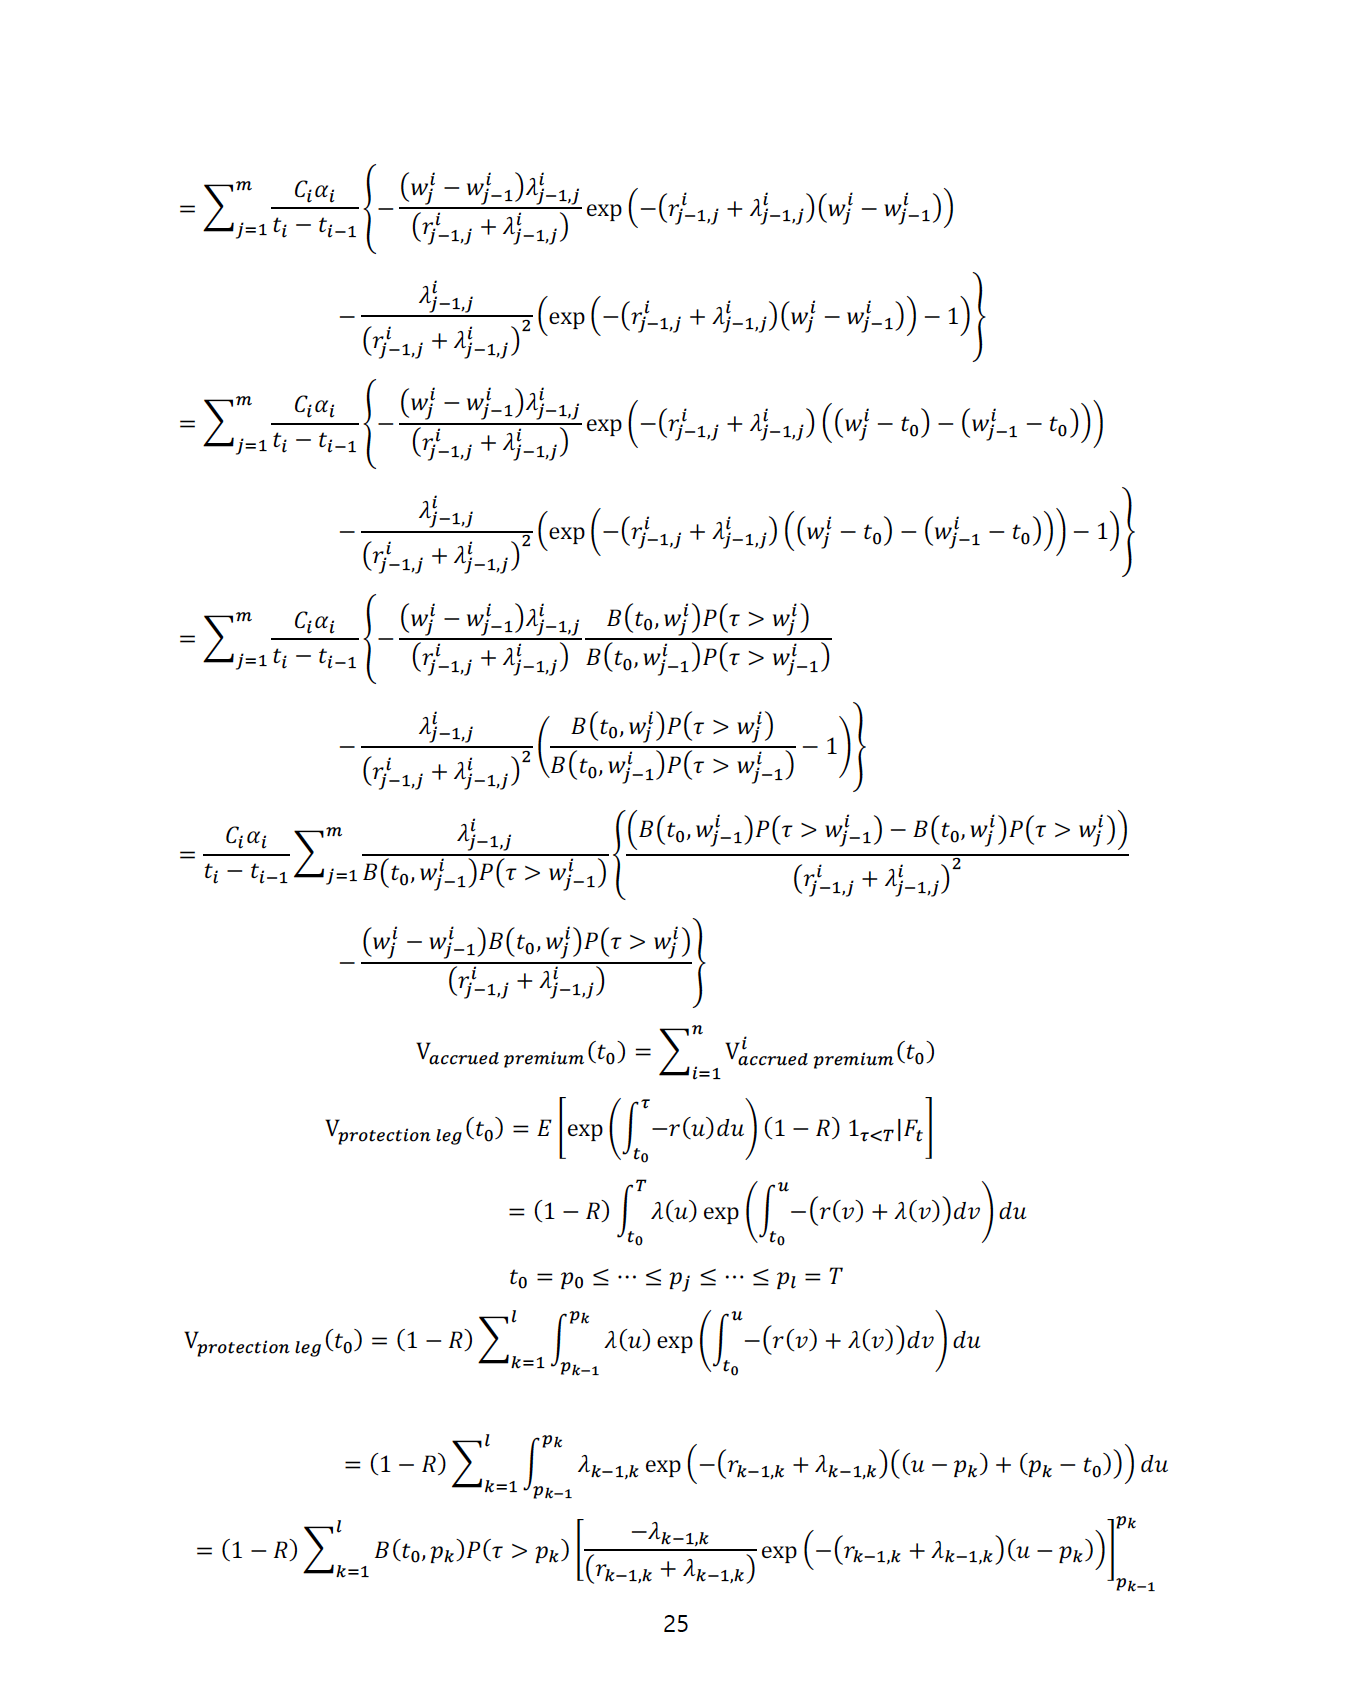 $= \sum_{j=1}^{m} \frac{C_i \alpha_i}{t_i - t_{i-1}} \left\{ -\frac{(w_j^i - w_{j-1}^i)\lambda_{j-1,j}^i}{(r_{j-1,j}^i + \lambda_{j-1,j}^i)} \exp\left(-(r_{j-1,j}^i + \lambda_{j-1,j}^i)(w_j^i - w_{j-1}^i)\right) \right.$
$\left. - \frac{\lambda_{j-1,j}^i}{(r_{j-1,j}^i + \lambda_{j-1,j}^i)^2} \left(\exp\left(-(r_{j-1,j}^i + \lambda_{j-1,j}^i)(w_j^i - w_{j-1}^i)\right) - 1\right) \right\}$
$= \sum_{j=1}^{m} \frac{C_i \alpha_i}{t_i - t_{i-1}} \left\{ -\frac{(w_j^i - w_{j-1}^i)\lambda_{j-1,j}^i}{(r_{j-1,j}^i + \lambda_{j-1,j}^i)} \exp\left(-(r_{j-1,j}^i + \lambda_{j-1,j}^i)\left((w_j^i - t_0) - (w_{j-1}^i - t_0)\right)\right) \right.$
$\left. - \frac{\lambda_{j-1,j}^i}{(r_{j-1,j}^i + \lambda_{j-1,j}^i)^2} \left(\exp\left(-(r_{j-1,j}^i + \lambda_{j-1,j}^i)\left((w_j^i - t_0) - (w_{j-1}^i - t_0)\right)\right) - 1\right) \right\}$
$= \sum_{j=1}^{m} \frac{C_i \alpha_i}{t_i - t_{i-1}} \left\{ -\frac{(w_j^i - w_{j-1}^i)\lambda_{j-1,j}^i}{(r_{j-1,j}^i + \lambda_{j-1,j}^i)} \frac{B(t_0, w_j^i)P(\tau > w_j^i)}{B(t_0, w_{j-1}^i)P(\tau > w_{j-1}^i)} \right.$
$\left. - \frac{\lambda_{j-1,j}^i}{(r_{j-1,j}^i + \lambda_{j-1,j}^i)^2} \left(\frac{B(t_0, w_j^i)P(\tau > w_j^i)}{B(t_0, w_{j-1}^i)P(\tau > w_{j-1}^i)} - 1\right) \right\}$
$= \frac{C_i \alpha_i}{t_i - t_{i-1}} \sum_{j=1}^{m} \frac{\lambda_{j-1,j}^i}{B(t_0, w_{j-1}^i)P(\tau > w_{j-1}^i)} \left\{ \frac{\left(B(t_0, w_{j-1}^i)P(\tau > w_{j-1}^i) - B(t_0, w_j^i)P(\tau > w_j^i)\right)}{(r_{j-1,j}^i + \lambda_{j-1,j}^i)^2} \right.$
$\left. - \frac{(w_j^i - w_{j-1}^i)B(t_0, w_j^i)P(\tau > w_j^i)}{(r_{j-1,j}^i + \lambda_{j-1,j}^i)} \right\}$
$\mathrm{V}_{accrued\ premium}(t_0) = \sum_{i=1}^{n} \mathrm{V}_{accrued\ premium}^i(t_0)$
$\mathrm{V}_{protection\ leg}(t_0) = E\left[\exp\left(\int_{t_0}^{\tau} -r(u)du\right)(1 - R)\, 1_{\tau<T} | F_t\right]$
$= (1 - R) \int_{t_0}^{T} \lambda(u) \exp\left(\int_{t_0}^{u} -(r(v) + \lambda(v))dv\right) du$
$t_0 = p_0 \leq \cdots \leq p_j \leq \cdots \leq p_l = T$
$\mathrm{V}_{protection\ leg}(t_0) = (1 - R) \sum_{k=1}^{l} \int_{p_{k-1}}^{p_k} \lambda(u) \exp\left(\int_{t_0}^{u} -(r(v) + \lambda(v))dv\right) du$
$= (1 - R) \sum_{k=1}^{l} \int_{p_{k-1}}^{p_k} \lambda_{k-1,k} \exp\left(-(r_{k-1,k} + \lambda_{k-1,k})((u - p_k) + (p_k - t_0))\right) du$
$= (1 - R) \sum_{k=1}^{l} B(t_0, p_k)P(\tau > p_k) \left[\frac{-\lambda_{k-1,k}}{(r_{k-1,k} + \lambda_{k-1,k})} \exp\left(-(r_{k-1,k} + \lambda_{k-1,k})(u - p_k)\right)\right]_{p_{k-1}}^{p_k}$
25